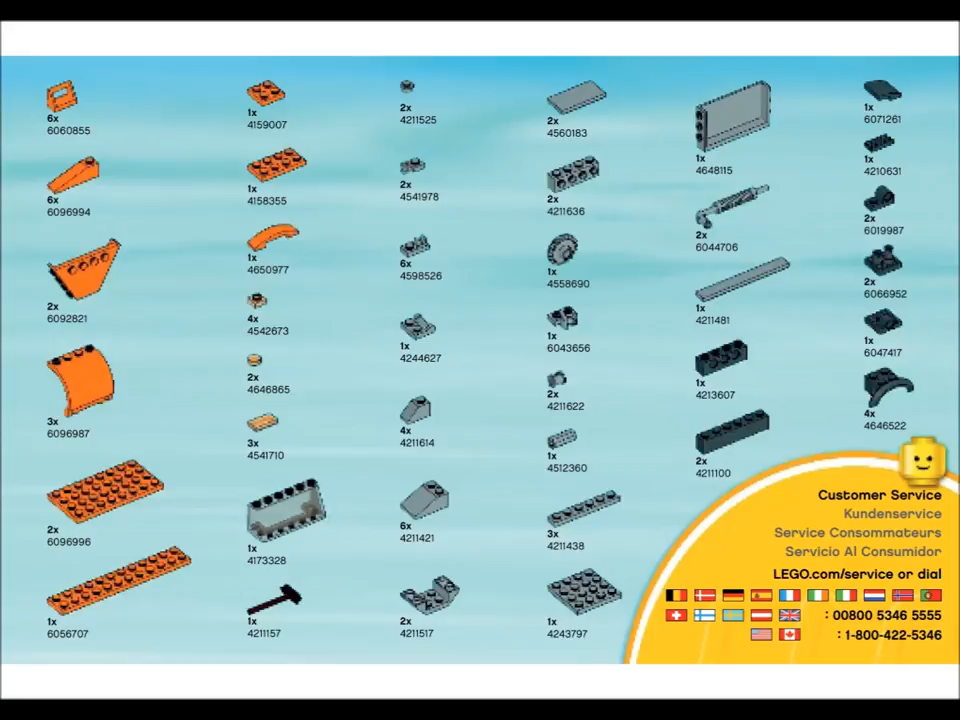 6x
6060855
6x
6096994
2x
6092821
3x
6096987
2x
6096996
1x
6056707
1x
4159007
1x
4158355
1x
4650977
4x
4542673
2x
4646865
3x
4541710
1x
4173328
1x
4211157
2x
4211525
2x
4541978
6x
4598526
1x
4244627
4x
4211614
6x
4211421
2x
4211517
2x
4560183
2x
4211636
1x
4558690
1x
6043656
2x
4211622
1x
4512360
3x
4211438
1x
4243797
1x
4648115
2x
6044706
1x
4211481
1x
4213607
2x
4211100
1x
6071261
1x
4210631
2x
6019987
2x
6066952
1x
6047417
4x
4646522
Customer Service
Kundenservice
Service Consommateurs
Servicio Al Consumidor
LEGO.com/service or dial
: 00800 5346 5555
: 1-800-422-5346